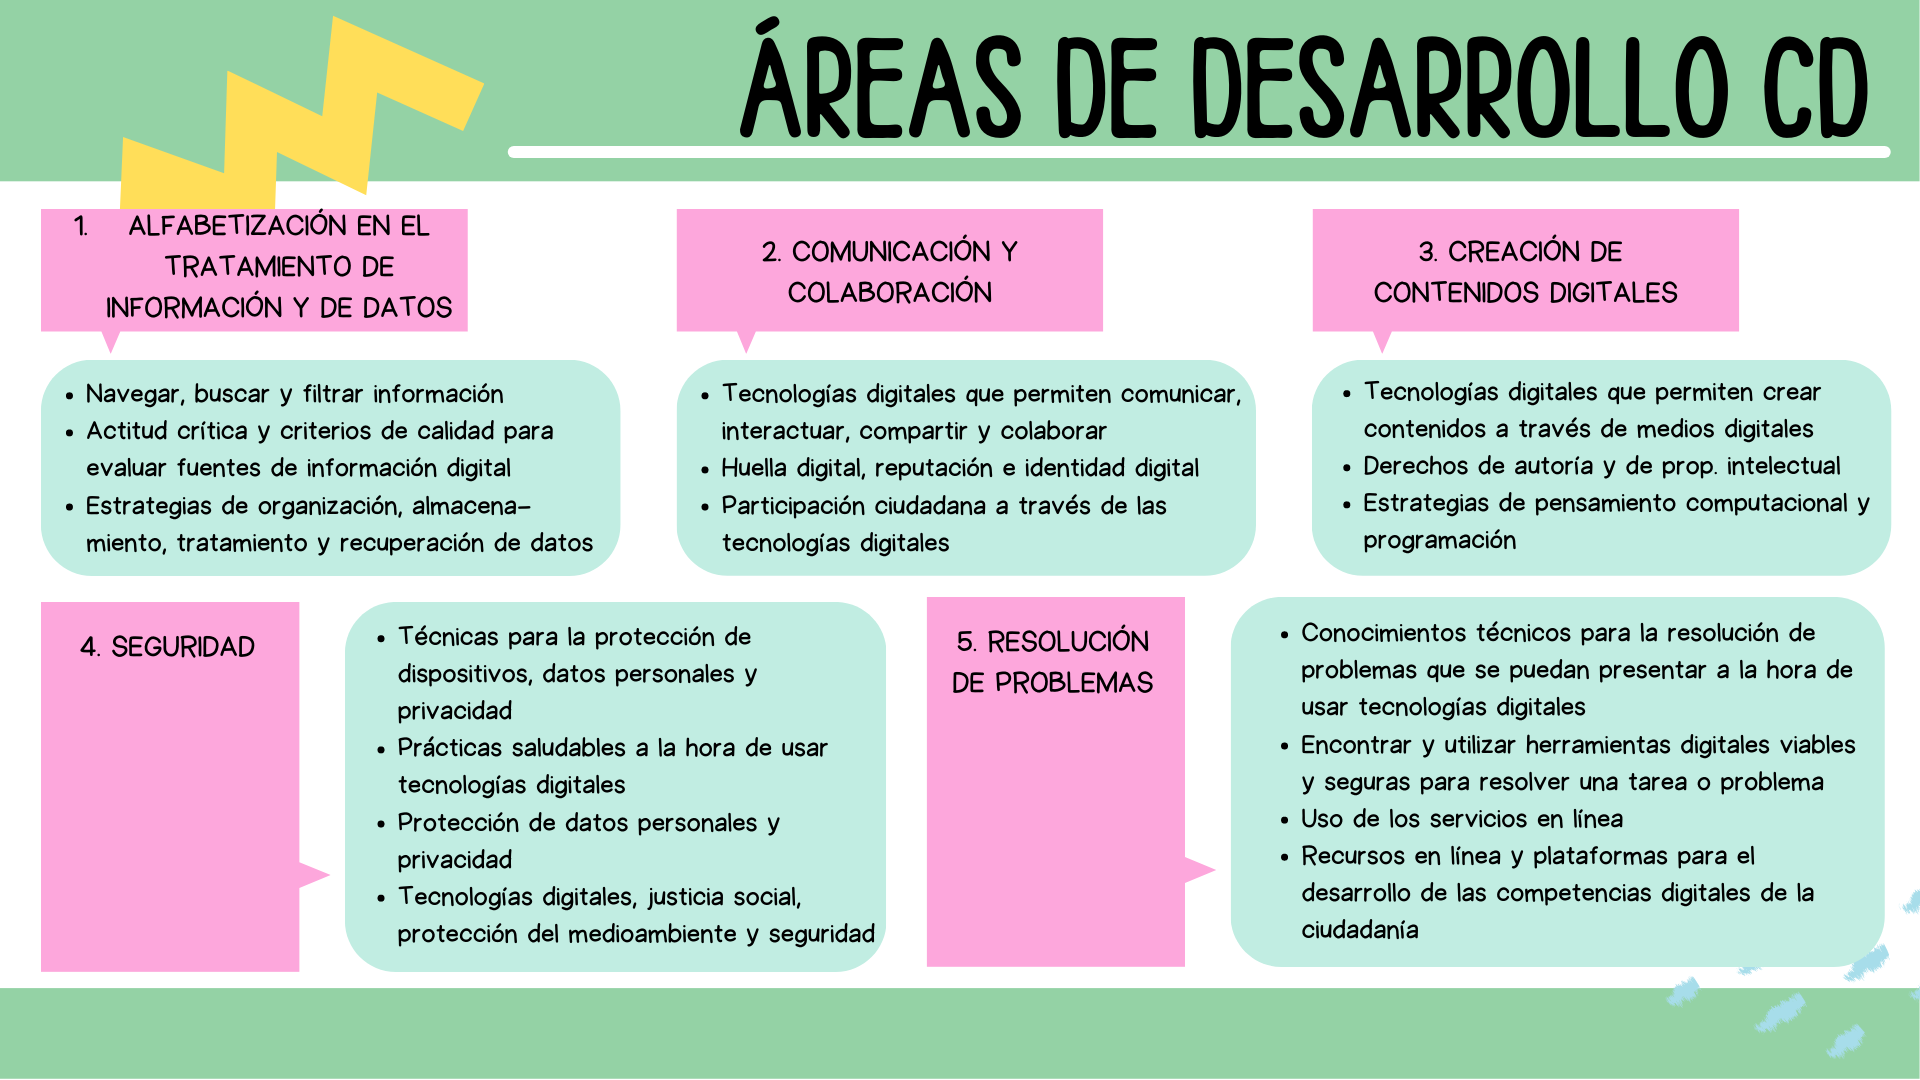 ÁREAS DE DESARROLLO CD
1. ALFABETIZACIÓN EN EL
TRATAMIENTO DE
INFORMACIÓN Y DE DATOS
• Navegar, buscar y filtrar información
• Actitud crítica y criterios de calidad para
evaluar fuentes de información digital
• Estrategias de organización, almacena-
miento, tratamiento y recuperación de datos
2. COMUNICACIÓN Y
COLABORACIÓN
• Tecnologías digitales que permiten comunicar,
interactuar, compartir y colaborar
• Huella digital, reputación e identidad digital
• Participación ciudadana a través de las
tecnologías digitales
3. CREACIÓN DE
CONTENIDOS DIGITALES
• Tecnologías digitales que permiten crear
contenidos a través de medios digitales
• Derechos de autoría y de prop. intelectual
• Estrategias de pensamiento computacional y
programación
4. SEGURIDAD
• Técnicas para la protección de
dispositivos, datos personales y
privacidad
• Prácticas saludables a la hora de usar
tecnologías digitales
• Protección de datos personales y
privacidad
• Tecnologías digitales, justicia social,
protección del medioambiente y seguridad
5. RESOLUCIÓN
DE PROBLEMAS
• Conocimientos técnicos para la resolución de
problemas que se puedan presentar a la hora de
usar tecnologías digitales
• Encontrar y utilizar herramientas digitales viables
y seguras para resolver una tarea o problema
• Uso de los servicios en línea
• Recursos en línea y plataformas para el
desarrollo de las competencias digitales de la
ciudadanía